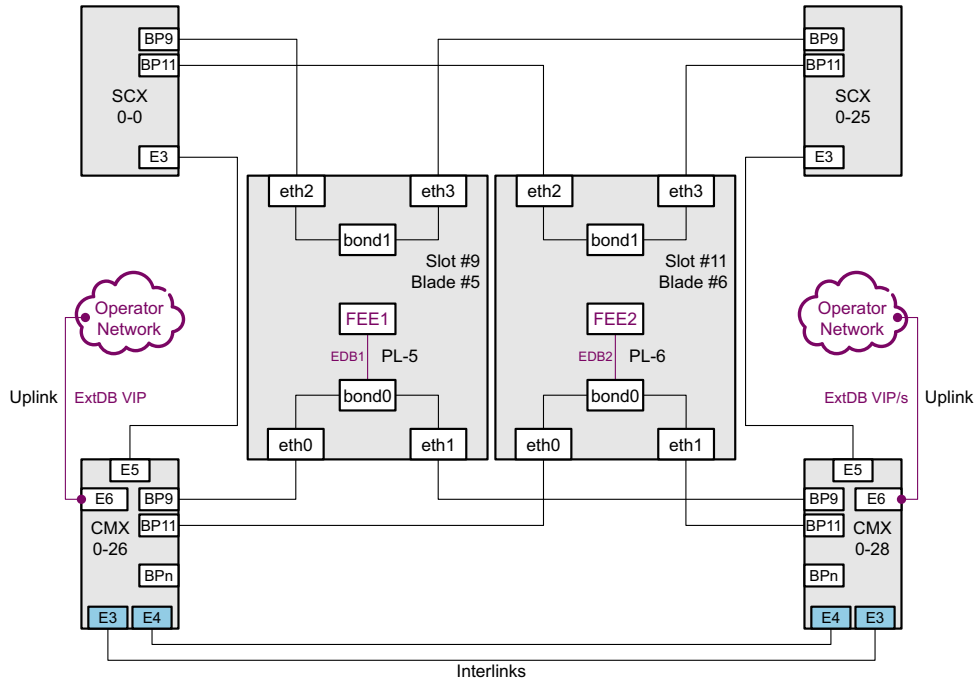 BP9
BP11
SCX
0-0
E3
BP9
BP11
SCX
0-25
E3
eth2
eth3
bond1
Slot #9
Blade #5
FEE1
EDB1
PL-5
bond0
eth0
eth1
eth2
eth3
bond1
Slot #11
Blade #6
FEE2
EDB2
PL-6
bond0
eth0
eth1
Operator
Network
Uplink
ExtDB VIP
Operator
Network
ExtDB VIP/s
Uplink
E5
E6
BP9
BP11
CMX
0-26
BPn
E3
E4
E5
BP9
E6
BP11
CMX
0-28
BPn
E4
E3
Interlinks